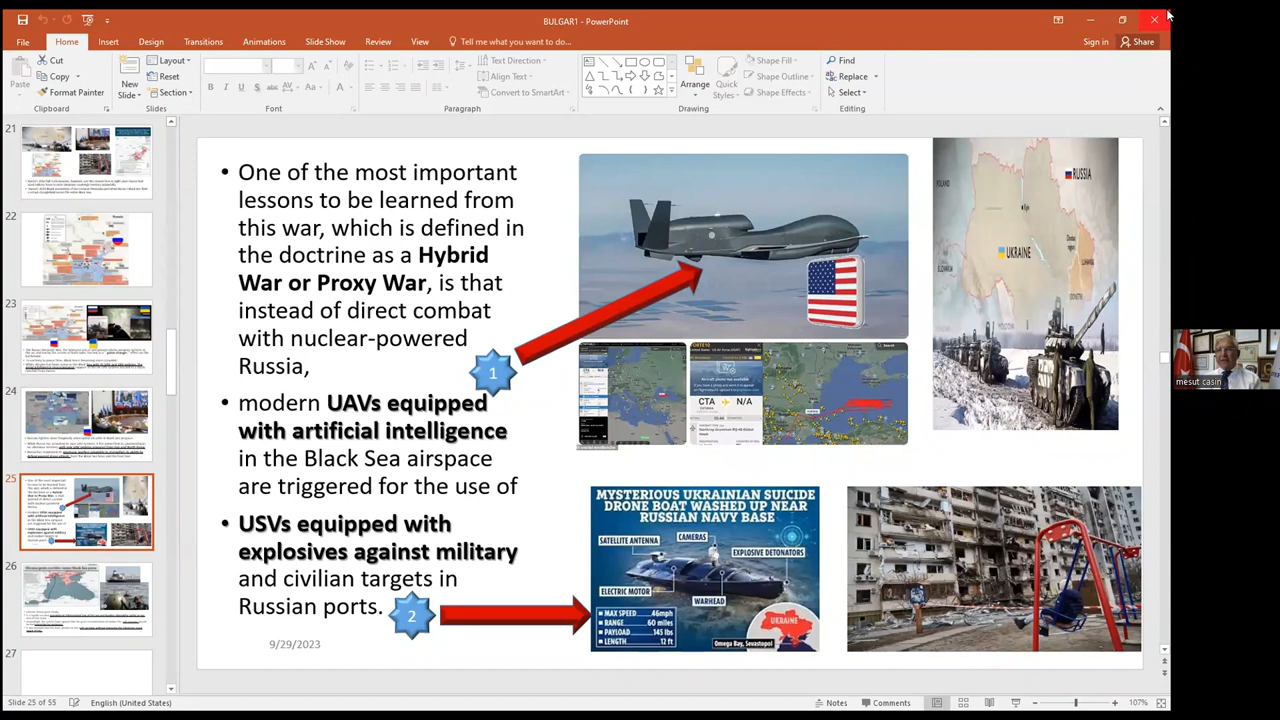 BULGAR1 - PowerPoint
File Home Insert Design Transitions Animations Slide Show Review View Tell me what you want to do... Sign in Share
Paste
Cut
Copy
Format Painter
Clipboard
New Slide
Layout
Reset
Section
Slides
Font
Text Direction
Align Text
Convert to SmartArt
Paragraph
Arrange
Quick Styles
Shape Fill
Shape Outline
Shape Effects
Drawing
Find
Replace
Select
Editing
21
22
23
24
25
26
27
• One of the most important
lessons to be learned from
this war, which is defined in
the doctrine as a Hybrid
War or Proxy War, is that
instead of direct combat
with nuclear-powered
Russia,
1
• modern UAVs equipped
with artificial intelligence
in the Black Sea airspace
are triggered for the use of
• USVs equipped with
explosives against military
and civilian targets in
Russian ports.
2
9/29/2023
CTA N/A
RUSSIA
UKRAINE
MYSTERIOUS UKRAINIAN SUICIDE
DRONE BOAT WASHED UP NEAR
RUSSIAN NAVY BASE
SATELLITE ANTENNA
CAMERAS
EXPLOSIVE DETONATORS
ELECTRIC MOTOR
WARHEAD
MAX SPEED 46mph
RANGE 60 miles
PAYLOAD 145 lbs
LENGTH 12 ft
UKRAINE
Omega Bay, Sevastopol
mesut casin
Slide 25 of 55 English (United States) Notes Comments 107%